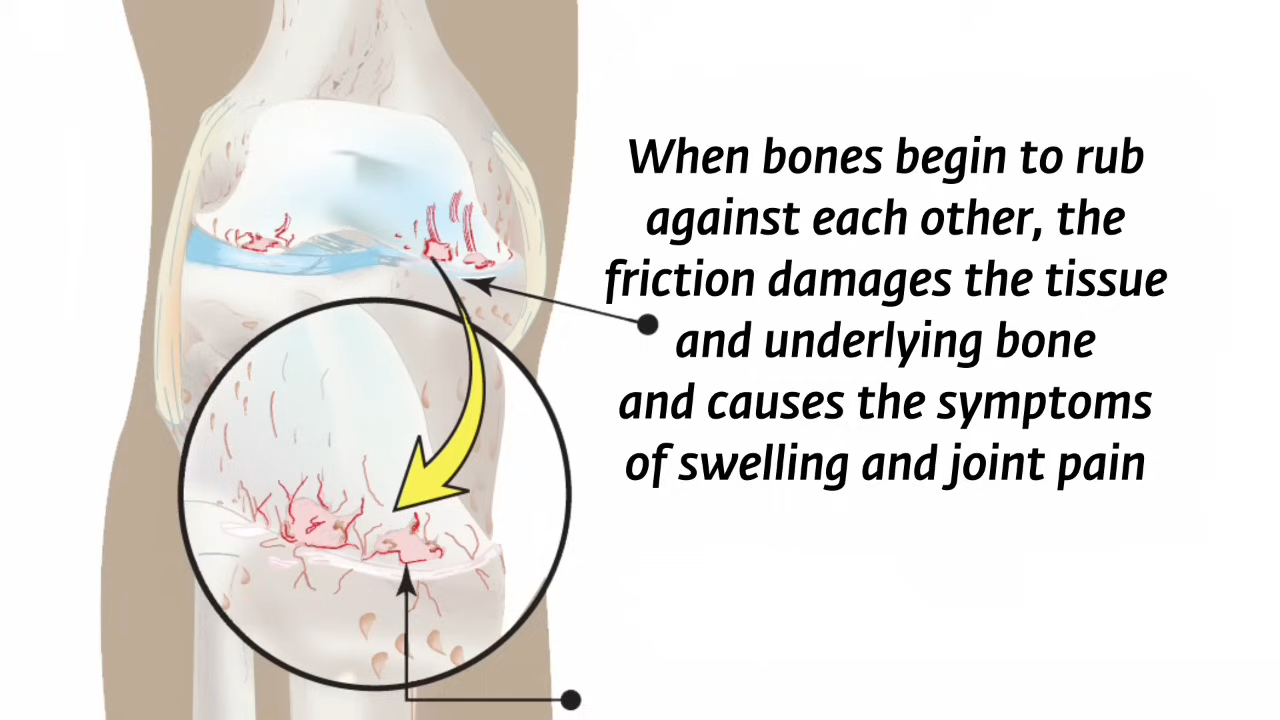 When bones begin to rub
against each other, the
friction damages the tissue
and underlying bone
and causes the symptoms
of swelling and joint pain